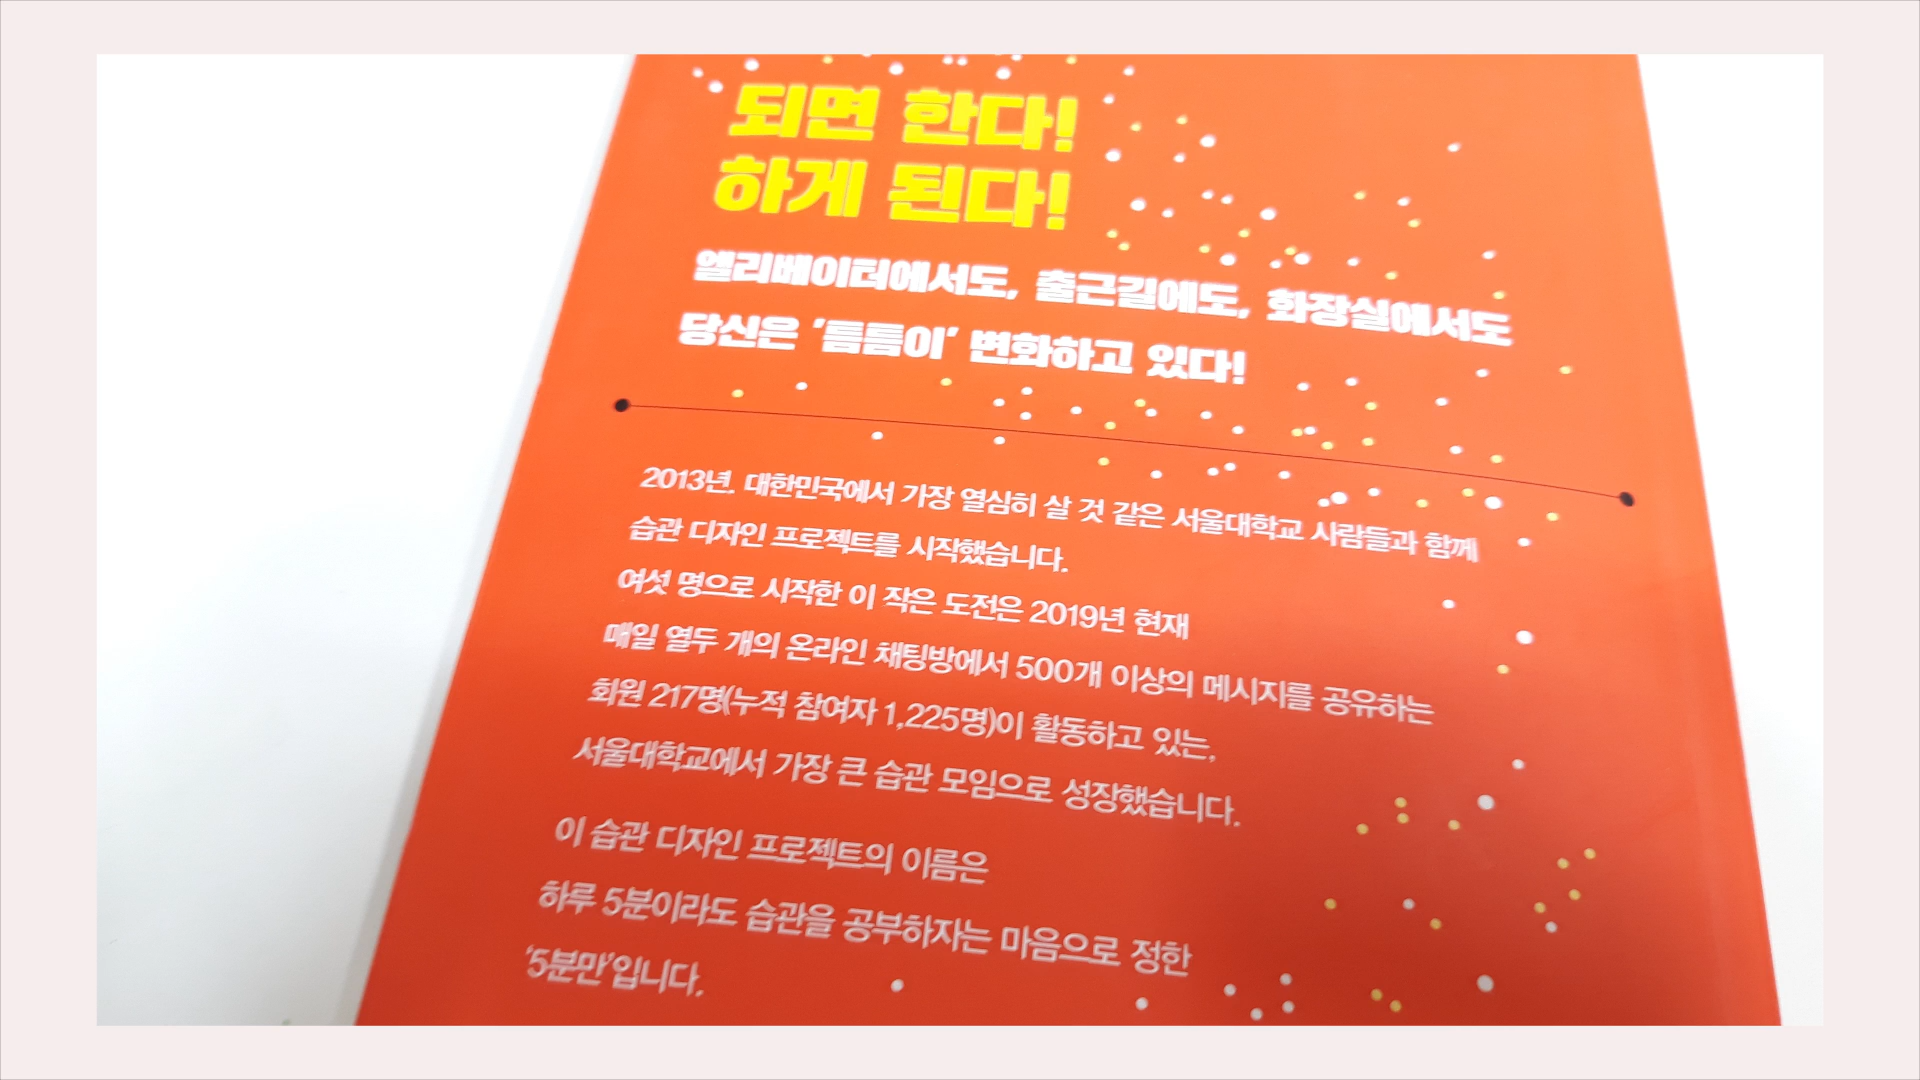 되면 한다!
하게 된다!
엘리베이터에서도, 출근길에도, 화장실에서도
당신은 '틈틈이' 변화하고 있다!
2013년. 대한민국에서 가장 열심히 살 것 같은 서울대학교 사람들과 함께
습관 디자인 프로젝트를 시작했습니다.
여섯 명으로 시작한 이 작은 도전은 2019년 현재
매일 열두 개의 온라인 채팅방에서 500개 이상의 메시지를 공유하는
회원 217명(누적 참여자 1,225명)이 활동하고 있는,
서울대학교에서 가장 큰 습관 모임으로 성장했습니다.
이 습관 디자인 프로젝트의 이름은
하루 5분이라도 습관을 공부하자는 마음으로 정한
'5분만'입니다.